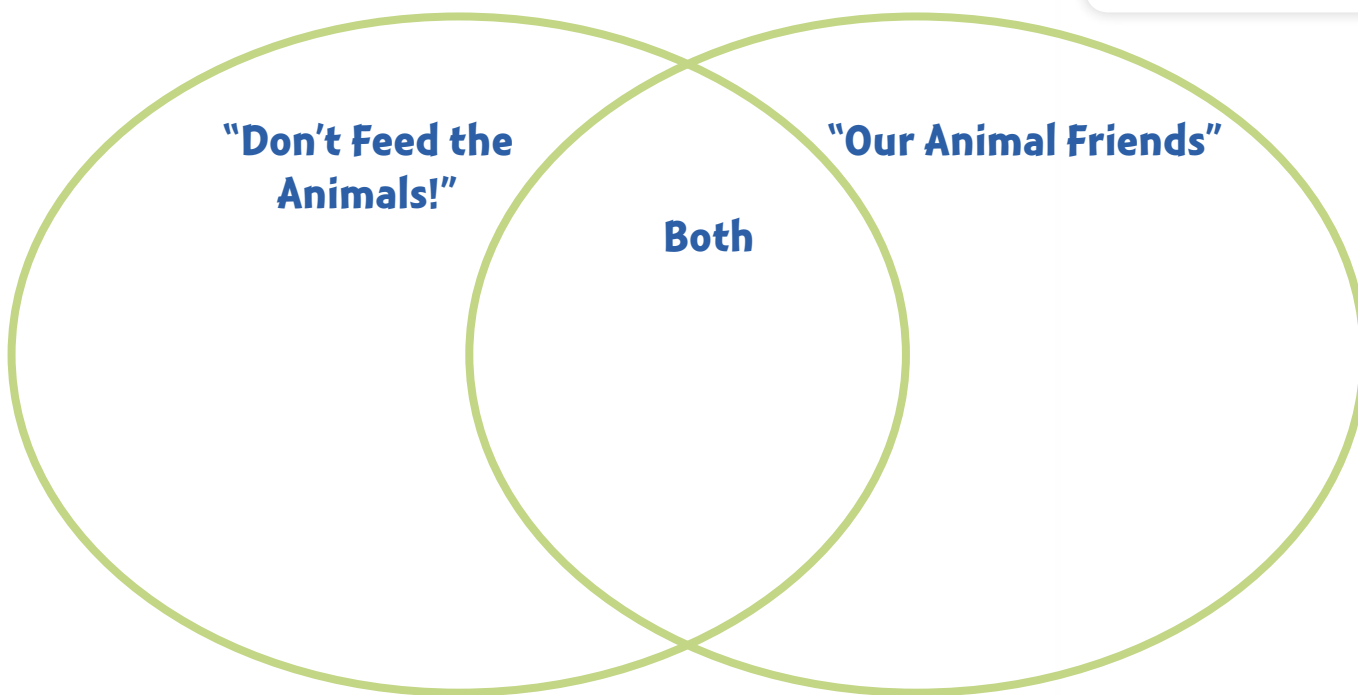 “Don’t Feed the
Animals!”
“Our Animal Friends”
Both